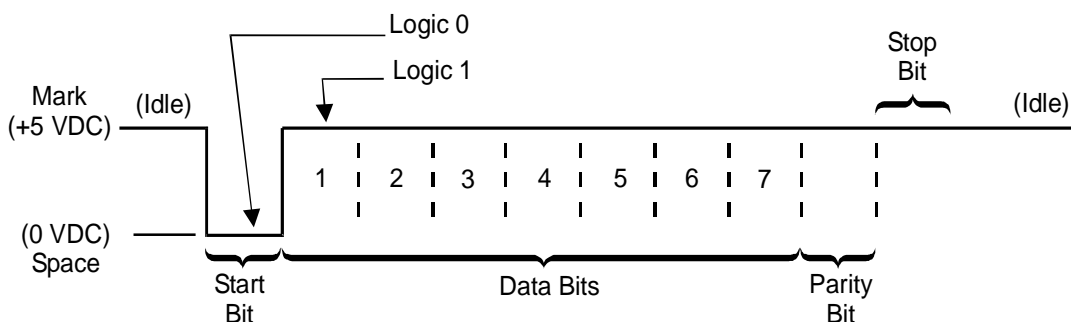 Logic 0
Logic 1
Stop
Bit
Mark
(+5 VDC)
(Idle)
(Idle)
1 2 3 4 5 6 7
(0 VDC)
Space
Start
Bit
Data Bits
Parity
Bit